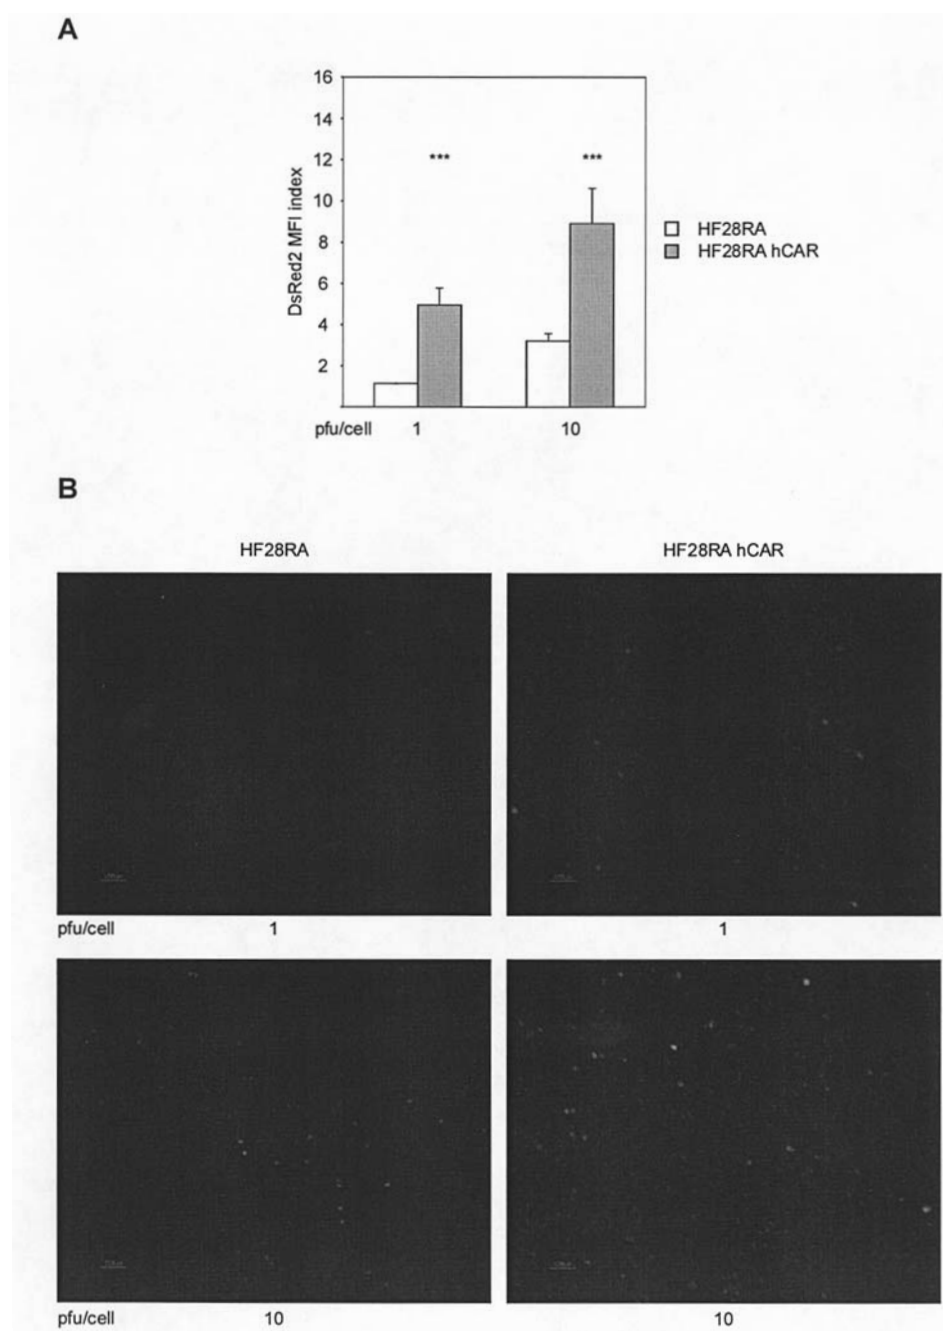 A
16
14
12
10
8
6
4
2
DsRed2 MFI index
***
***
HF28RA
HF28RA hCAR
pfu/cell 1 10
B
HF28RA HF28RA hCAR
pfu/cell 1 1
pfu/cell 10 10